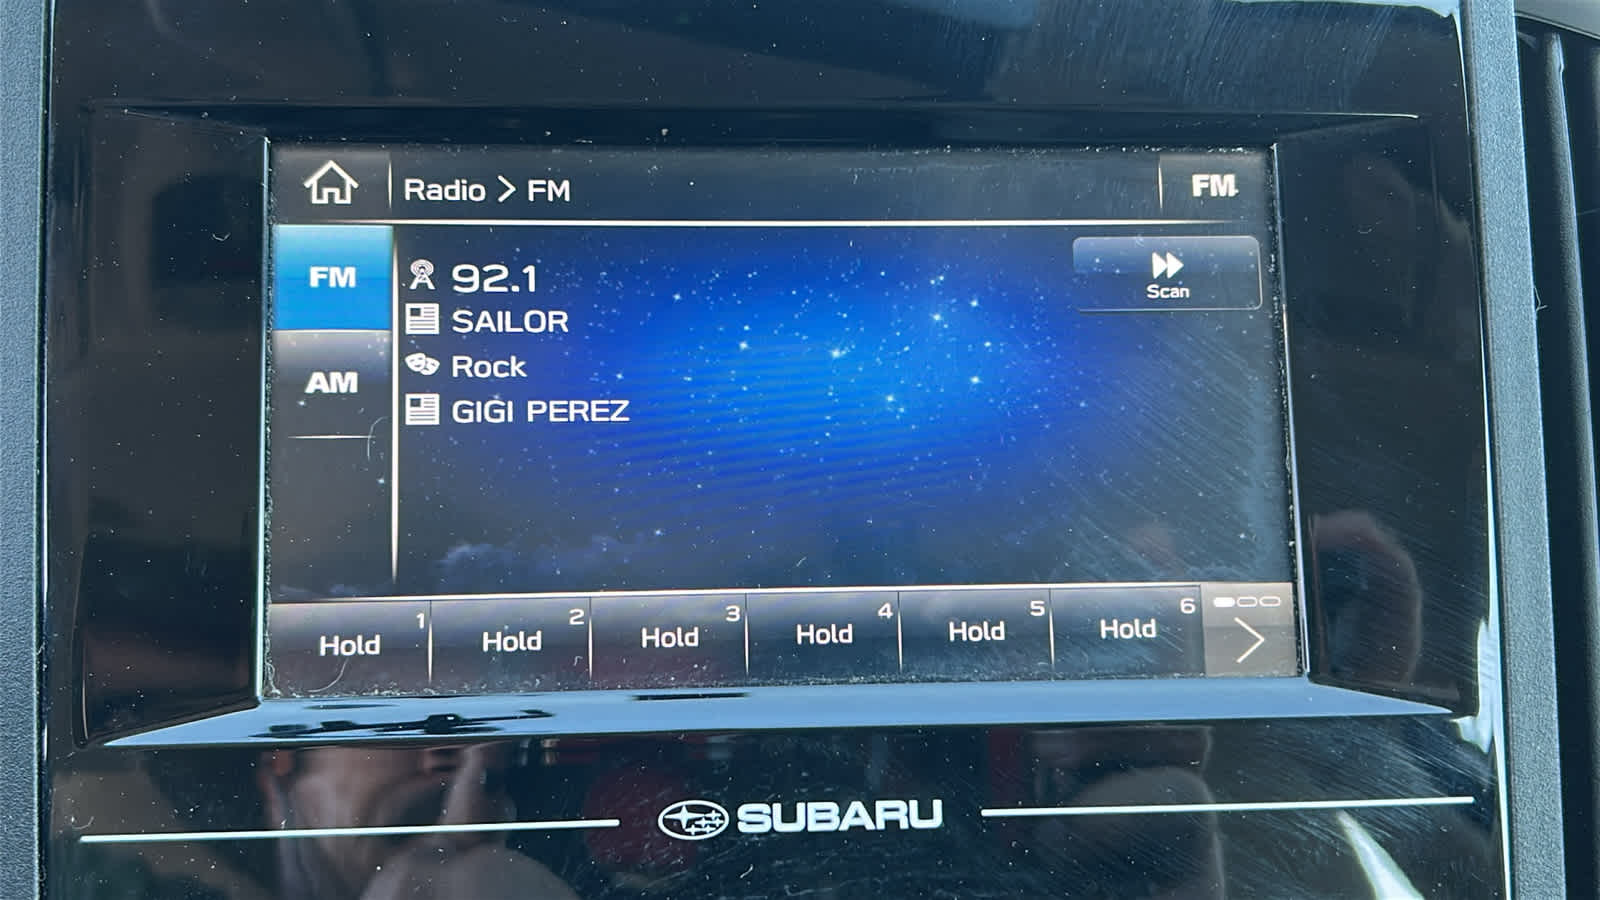 Radio > FM
FM
FM
AM
92.1
SAILOR
Rock
GIGI PEREZ
Scan
1 Hold
2 Hold
3 Hold
4 Hold
5 Hold
6 Hold
SUBARU